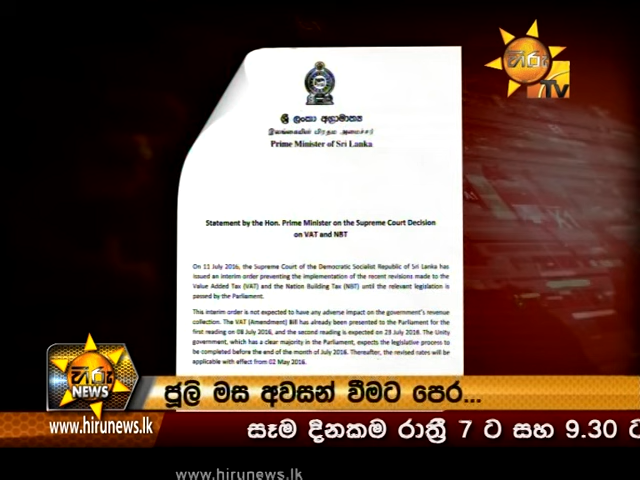 හිරු
TV
ශ්‍රී ලංකා අග්‍රාමාත්‍ය
இலங்கையின் பிரதம அமைச்சர்
Prime Minister of Sri Lanka
Statement by the Hon. Prime Minister on the Supreme Court Decision
on VAT and NBT
On 11 July 2016, the Supreme Court of the Democratic Socialist Republic of Sri Lanka has
issued an interim order preventing the implementation of the recent revisions made to the
Value Added Tax (VAT) and the Nation Building Tax (NBT) until the relevant legislation is
passed by the Parliament.
This interim order is not expected to have any adverse impact on the government's revenue
collection. The VAT (Amendment) Bill has already been presented to the Parliament for the
first reading on 08 July 2016, and the second reading is expected on 23 July 2016. The Unity
government, which has a clear majority in the Parliament, expects the legislative process to
be completed before the end of the month of July 2016. Thereafter, the revised rates will be
applicable with effect from 02 May 2016.
හිරු
NEWS
ජූලි මස අවසන් වීමට පෙර...
www.hirunews.lk
සෑම දිනකම රාත්‍රී 7 ට සහ 9.30 ට
www.hirunews.lk